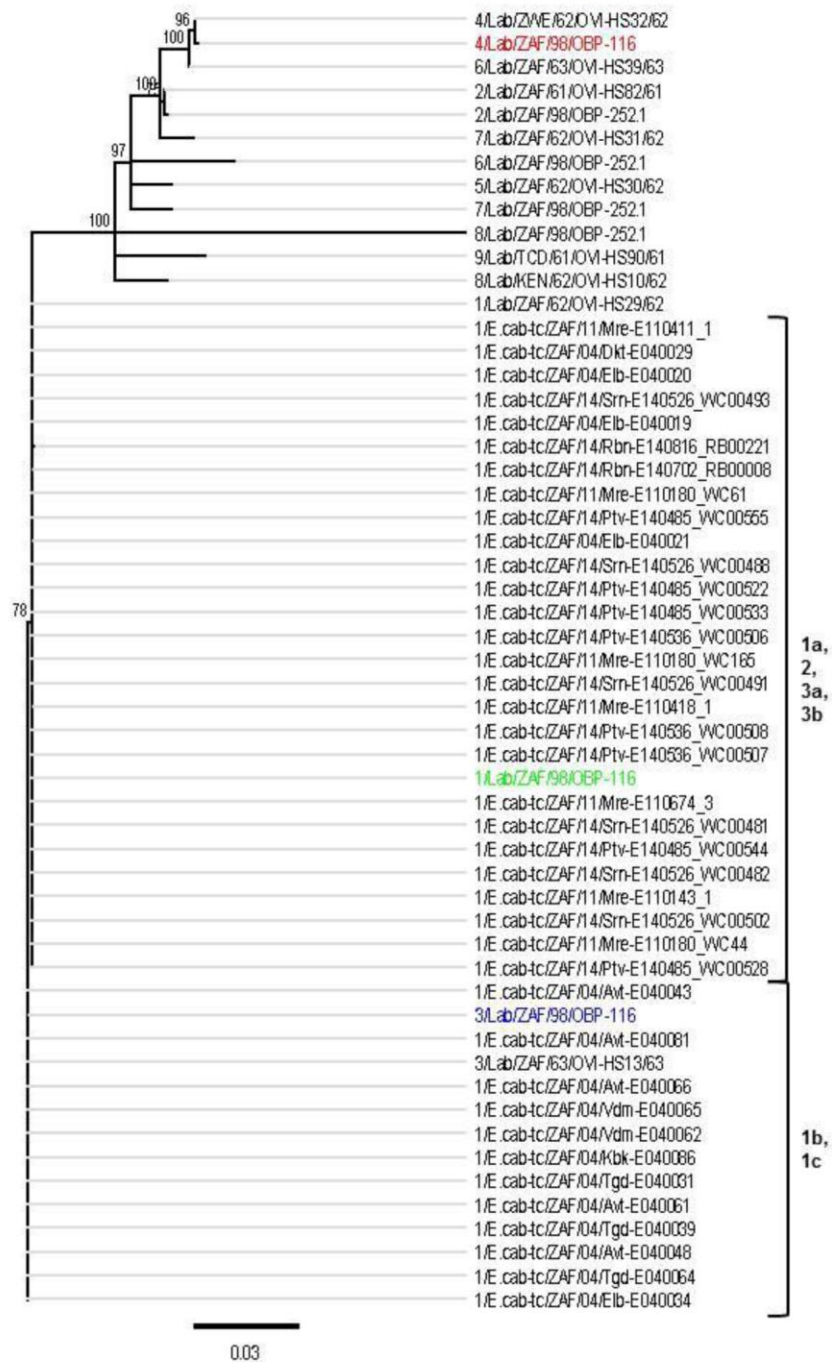 96
4/Lab/ZWE/62/OVI-HS32/62
100
4/Lab/ZAF/98/OBP-116
6/Lab/ZAF/63/OVI-HS39/63
100
2/Lab/ZAF/61/OVI-HS82/61
2/Lab/ZAF/98/OBP-252.1
7/Lab/ZAF/62/OVI-HS31/62
97
6/Lab/ZAF/98/OBP-252.1
5/Lab/ZAF/62/OVI-HS30/62
7/Lab/ZAF/98/OBP-252.1
100
8/Lab/ZAF/98/OBP-252.1
9/Lab/TCD/61/OVI-HS90/61
8/Lab/KEN/62/OVI-HS10/62
1/Lab/ZAF/62/OVI-HS29/62
1/E.cab-tc/ZAF/11/Mre-E110411_1
1/E.cab-tc/ZAF/04/Dkt-E040029
1/E.cab-tc/ZAF/04/Elb-E040020
1/E.cab-tc/ZAF/14/Srn-E140526_WC00493
1/E.cab-tc/ZAF/04/Elb-E040019
1/E.cab-tc/ZAF/14/Rbn-E140816_RB00221
1/E.cab-tc/ZAF/14/Rbn-E140702_RB00008
1/E.cab-tc/ZAF/11/Mre-E110180_WC61
1/E.cab-tc/ZAF/14/Ptv-E140485_WC00555
1/E.cab-tc/ZAF/04/Elb-E040021
1/E.cab-tc/ZAF/14/Srn-E140526_WC00488
1/E.cab-tc/ZAF/14/Ptv-E140485_WC00522
78
1/E.cab-tc/ZAF/14/Ptv-E140485_WC00533
1/E.cab-tc/ZAF/14/Ptv-E140536_WC00506
1/E.cab-tc/ZAF/11/Mre-E110180_WC165
1/E.cab-tc/ZAF/14/Srn-E140526_WC00491
1/E.cab-tc/ZAF/11/Mre-E110418_1
1/E.cab-tc/ZAF/14/Ptv-E140536_WC00508
1/E.cab-tc/ZAF/14/Ptv-E140536_WC00507
1/Lab/ZAF/98/OBP-116
1/E.cab-tc/ZAF/11/Mre-E110674_3
1/E.cab-tc/ZAF/14/Srn-E140526_WC00481
1/E.cab-tc/ZAF/14/Ptv-E140485_WC00544
1/E.cab-tc/ZAF/14/Srn-E140526_WC00482
1/E.cab-tc/ZAF/11/Mre-E110143_1
1/E.cab-tc/ZAF/14/Srn-E140526_WC00502
1/E.cab-tc/ZAF/11/Mre-E110180_WC44
1/E.cab-tc/ZAF/14/Ptv-E140485_WC00528
1a,
2,
3a,
3b
1/E.cab-tc/ZAF/04/Avt-E040043
3/Lab/ZAF/98/OBP-116
1/E.cab-tc/ZAF/04/Avt-E040081
3/Lab/ZAF/63/OVI-HS13/63
1/E.cab-tc/ZAF/04/Avt-E040066
1/E.cab-tc/ZAF/04/Vdm-E040065
1/E.cab-tc/ZAF/04/Vdm-E040062
1/E.cab-tc/ZAF/04/Kbk-E040086
1/E.cab-tc/ZAF/04/Tgd-E040031
1/E.cab-tc/ZAF/04/Avt-E040061
1/E.cab-tc/ZAF/04/Tgd-E040039
1/E.cab-tc/ZAF/04/Avt-E040048
1/E.cab-tc/ZAF/04/Tgd-E040064
1/E.cab-tc/ZAF/04/Elb-E040034
1b,
1c
0.03